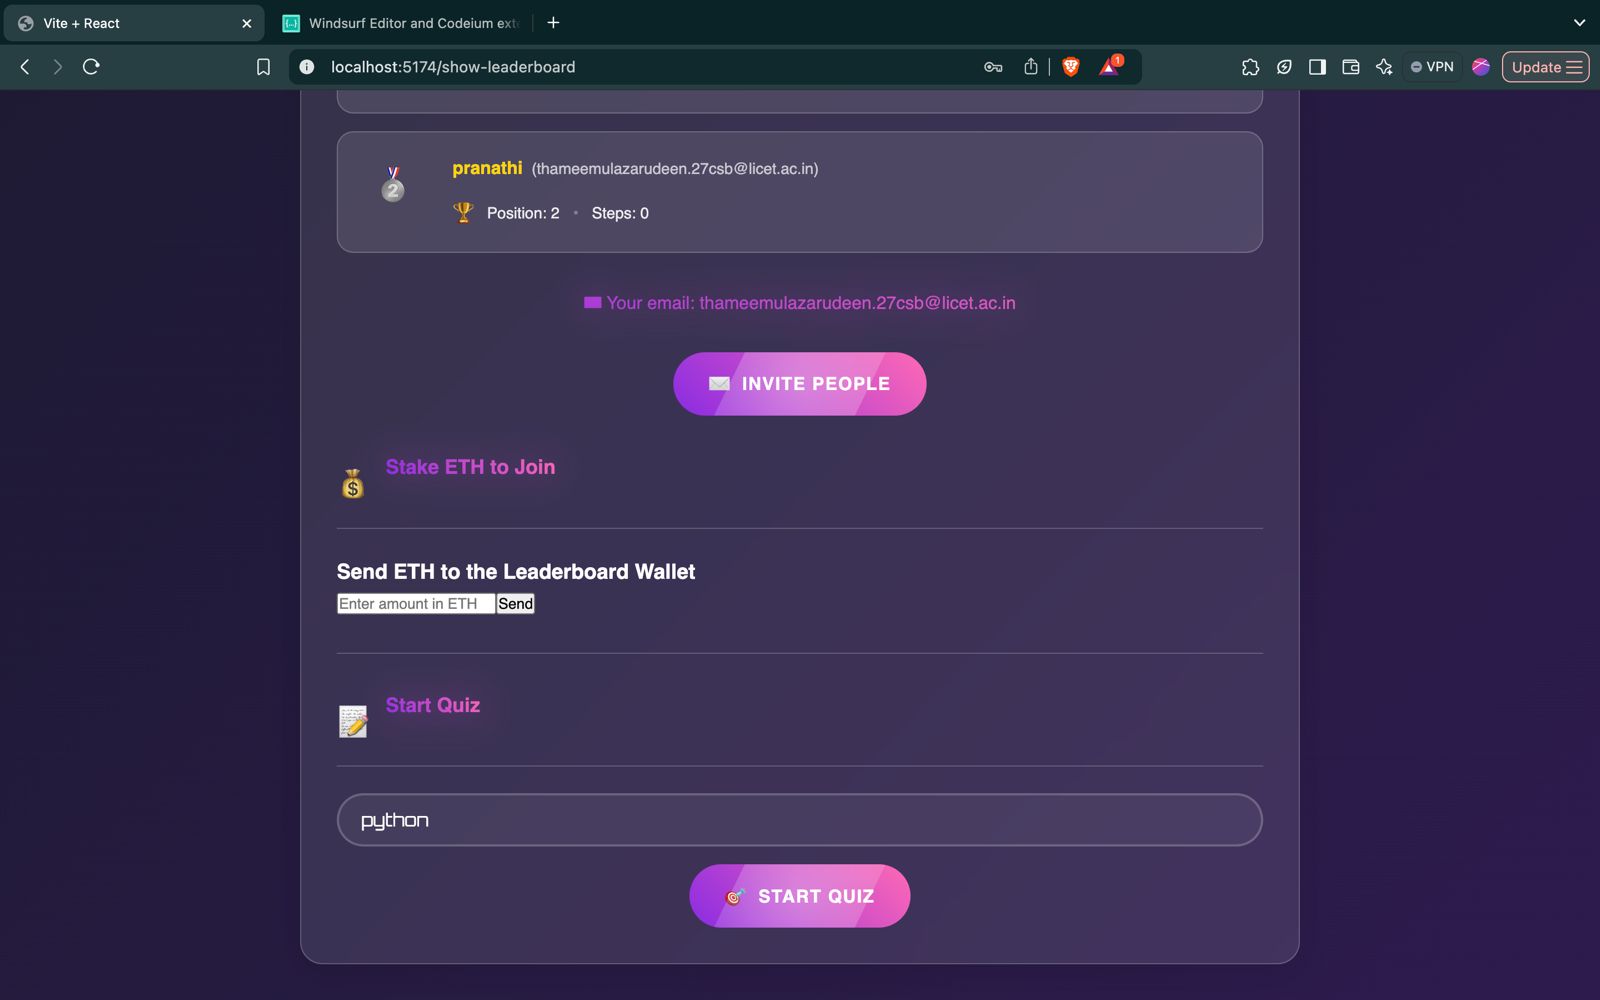 Vite + React
Windsurf Editor and Codeium exte
localhost:5174/show-leaderboard
1
VPN
Update
2
pranathi (thameemulazarudeen.27csb@licet.ac.in)
Position: 2 • Steps: 0
Your email: thameemulazarudeen.27csb@licet.ac.in
INVITE PEOPLE
Stake ETH to Join
Send ETH to the Leaderboard Wallet
Enter amount in ETH Send
Start Quiz
python
START QUIZ